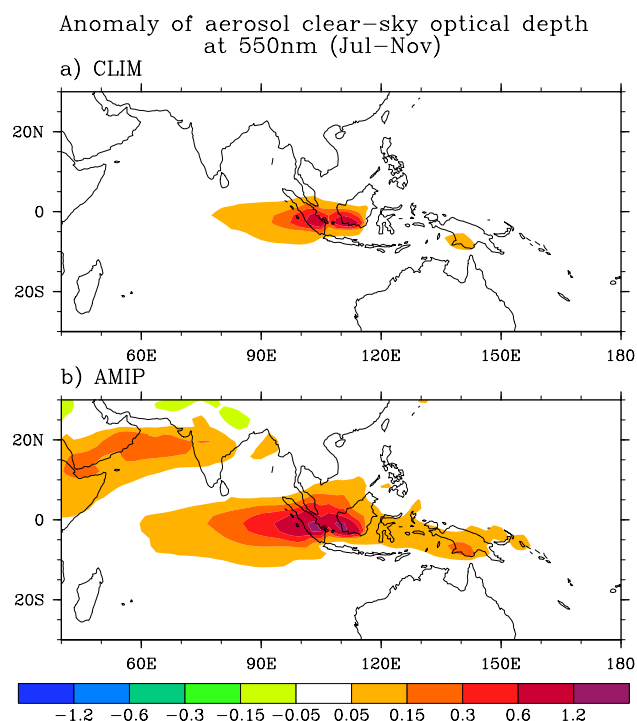 Anomaly of aerosol clear-sky optical depth
at 550nm (Jul-Nov)
a) CLIM
20N
0
20S
60E 90E 120E 150E 180
b) AMIP
20N
0
20S
60E 90E 120E 150E 180
-1.2 -0.6 -0.3 -0.15 -0.05 0.05 0.15 0.3 0.6 1.2